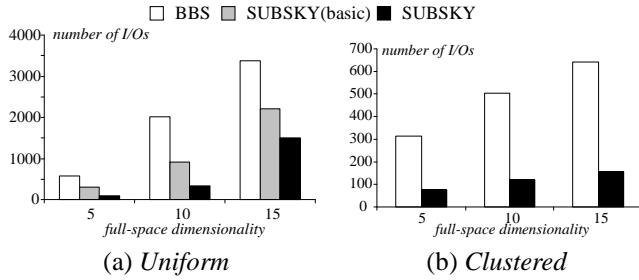 BBS SUBSKY(basic) SUBSKY
number of I/Os
4000
3000
2000
1000
0
5 10 15
full-space dimensionality
(a) Uniform
number of I/Os
700
600
500
400
300
200
100
0
5 10 15
full-space dimensionality
(b) Clustered